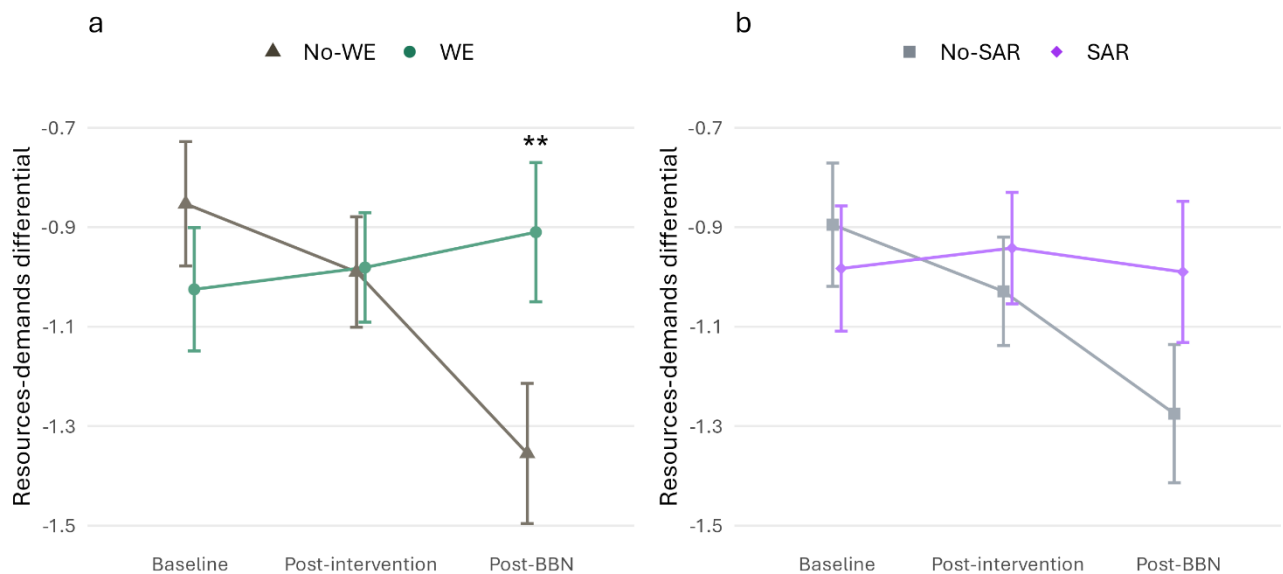 a
No-WE WE
Resources-demands differential
-0.7
-0.9
-1.1
-1.3
-1.5
**
Baseline Post-intervention Post-BBN
b
No-SAR SAR
Resources-demands differential
-0.7
-0.9
-1.1
-1.3
-1.5
Baseline Post-intervention Post-BBN